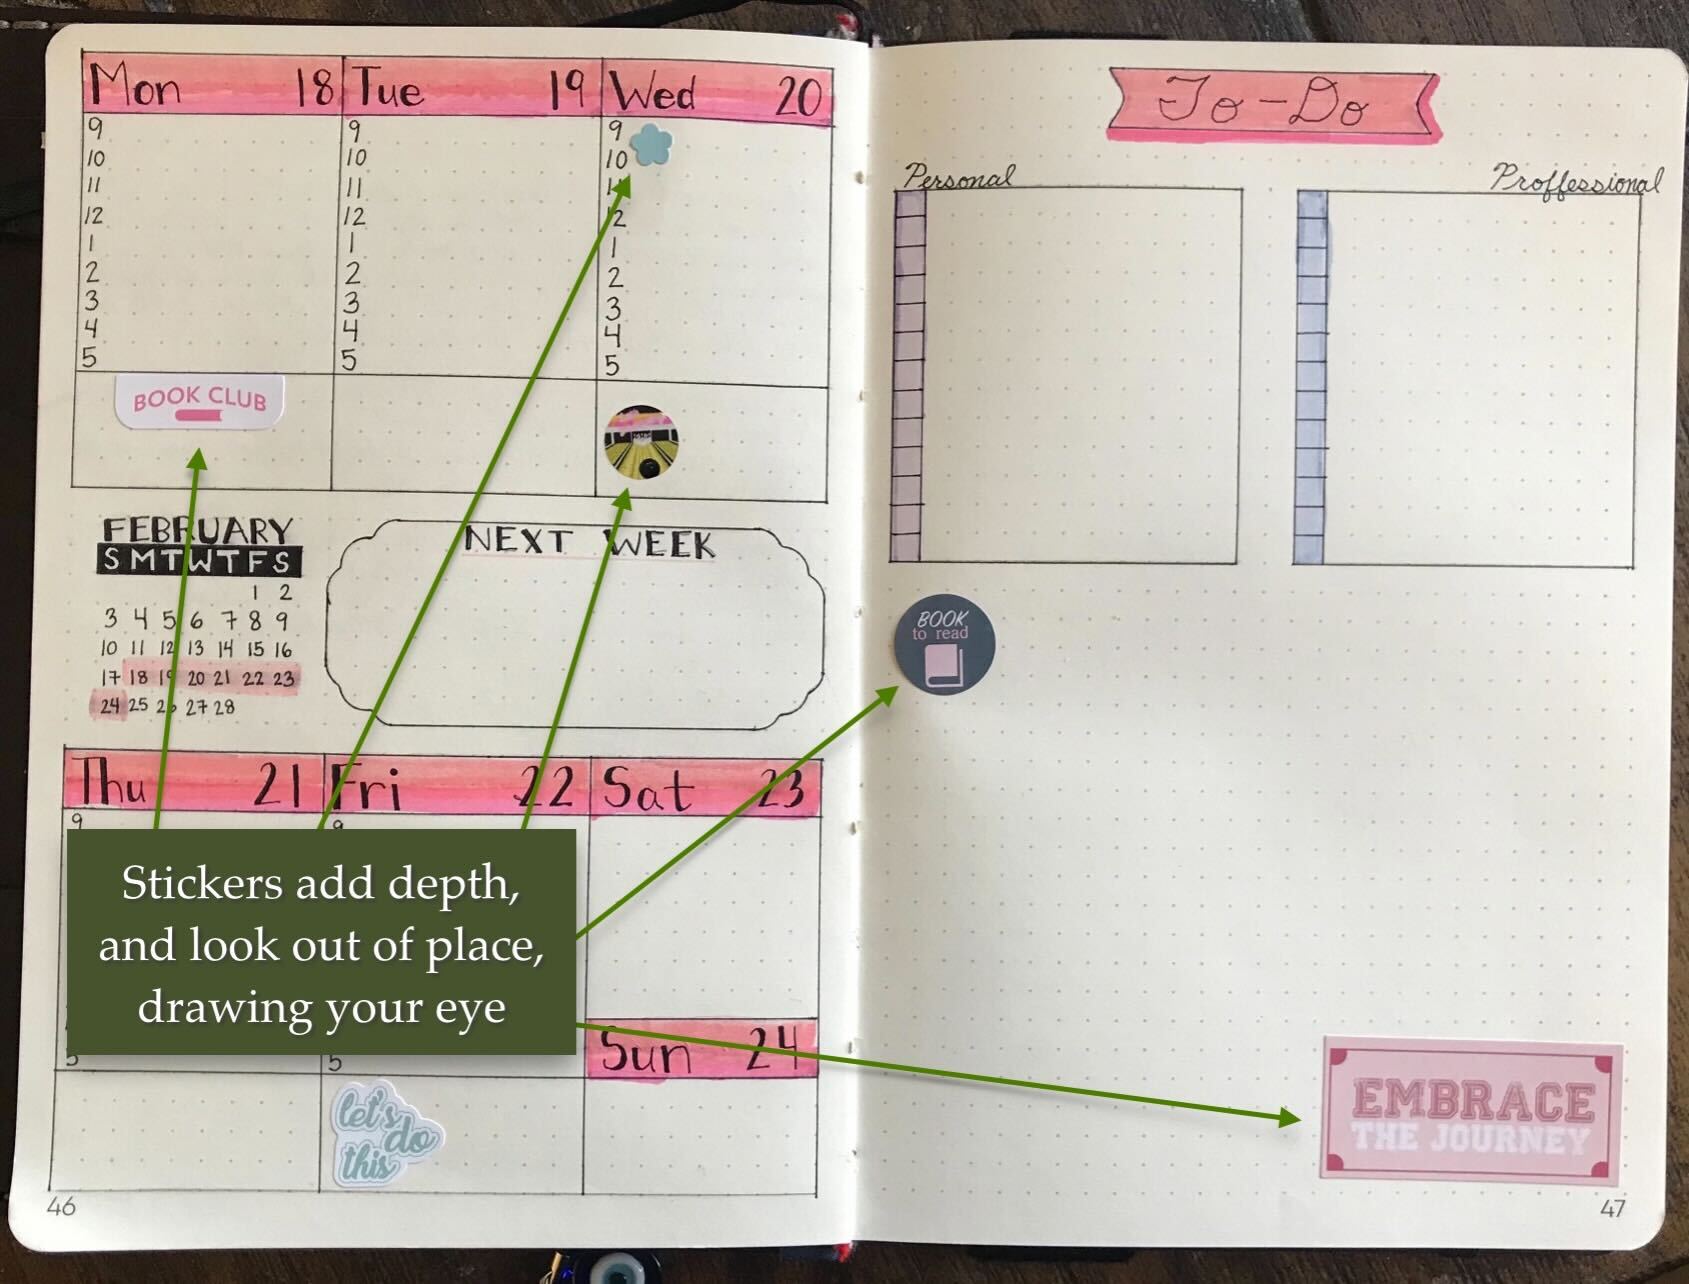 Mon 18
Tue 19
Wed 20
9
10
11
12
1
2
3
4
5
9
10
11
12
1
2
3
4
5
9
10
11
12
1
2
3
4
5
BOOK CLUB
FEBRUARY
S M T W T F S
1 2
3 4 5 6 7 8 9
10 11 12 13 14 15 16
17 18 19 20 21 22 23
24 25 26 27 28
NEXT WEEK
Thu 21
Fri 22
Sat 23
9
9
Stickers add depth,
and look out of place,
drawing your eye
5
5
Sun 24
let's
do
this
46
To-Do
Personal
Proffessional
BOOK
to read
EMBRACE
THE JOURNEY
47